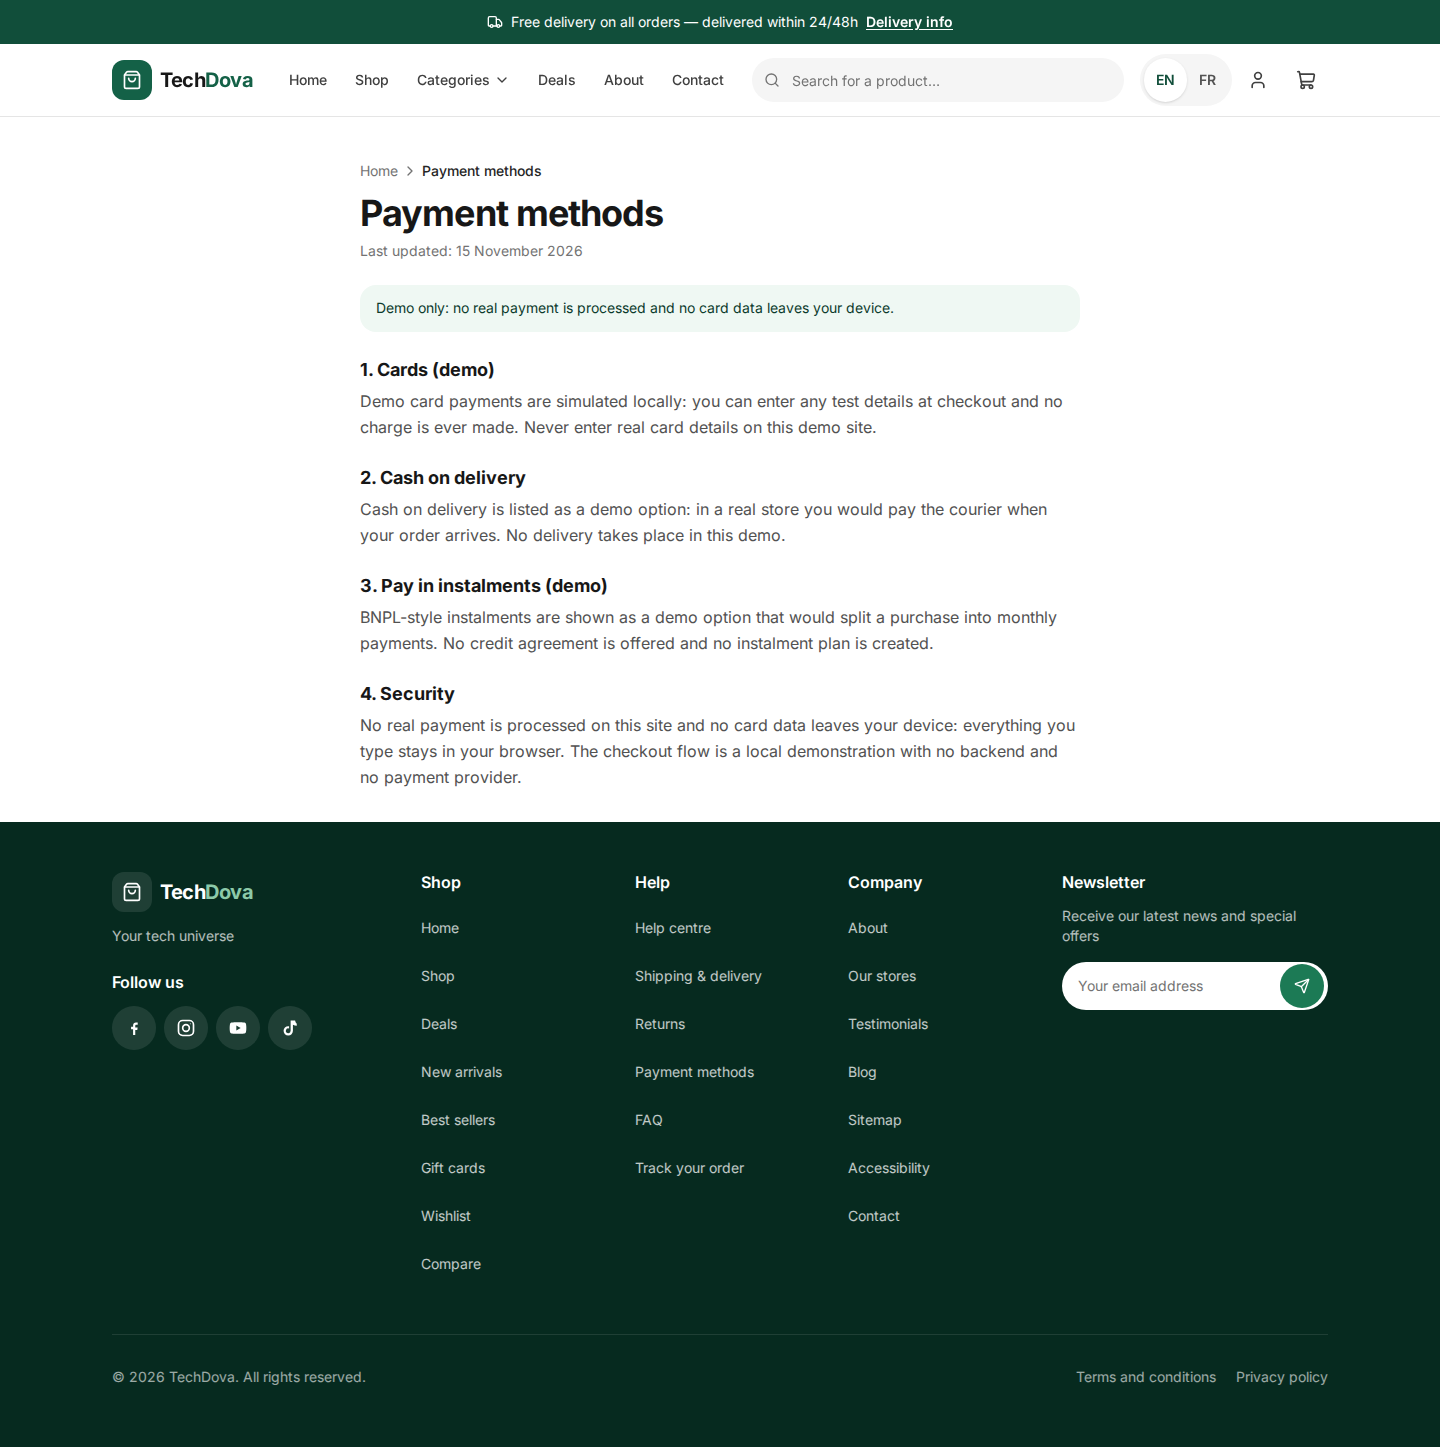 Free delivery on all orders — delivered within 24/48h Delivery info
TechDova
Home Shop Categories Deals About Contact
Search for a product...
EN FR
Home > Payment methods
Payment methods
Last updated: 15 November 2026
Demo only: no real payment is processed and no card data leaves your device.
1. Cards (demo)
Demo card payments are simulated locally: you can enter any test details at checkout and no
charge is ever made. Never enter real card details on this demo site.
2. Cash on delivery
Cash on delivery is listed as a demo option: in a real store you would pay the courier when
your order arrives. No delivery takes place in this demo.
3. Pay in instalments (demo)
BNPL-style instalments are shown as a demo option that would split a purchase into monthly
payments. No credit agreement is offered and no instalment plan is created.
4. Security
No real payment is processed on this site and no card data leaves your device: everything you
type stays in your browser. The checkout flow is a local demonstration with no backend and
no payment provider.
TechDova
Your tech universe
Follow us
Shop
Home
Shop
Deals
New arrivals
Best sellers
Gift cards
Wishlist
Compare
Help
Help centre
Shipping & delivery
Returns
Payment methods
FAQ
Track your order
Company
About
Our stores
Testimonials
Blog
Sitemap
Accessibility
Contact
Newsletter
Receive our latest news and special
offers
Your email address
© 2026 TechDova. All rights reserved.
Terms and conditions Privacy policy